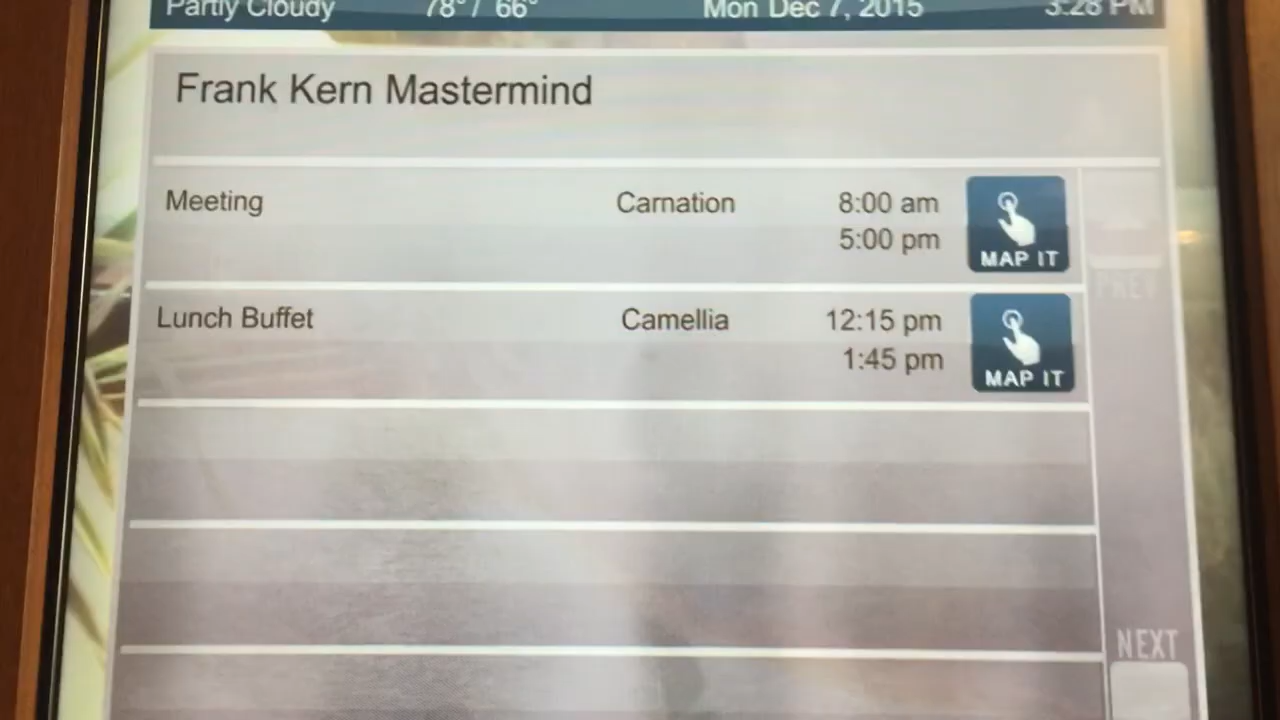 Partly Cloudy 78° / 66° Mon Dec 7, 2015 3:28 PM
Frank Kern Mastermind
Meeting Carnation 8:00 am
5:00 pm
MAP IT
PREV
Lunch Buffet Camellia 12:15 pm
1:45 pm
MAP IT
NEXT